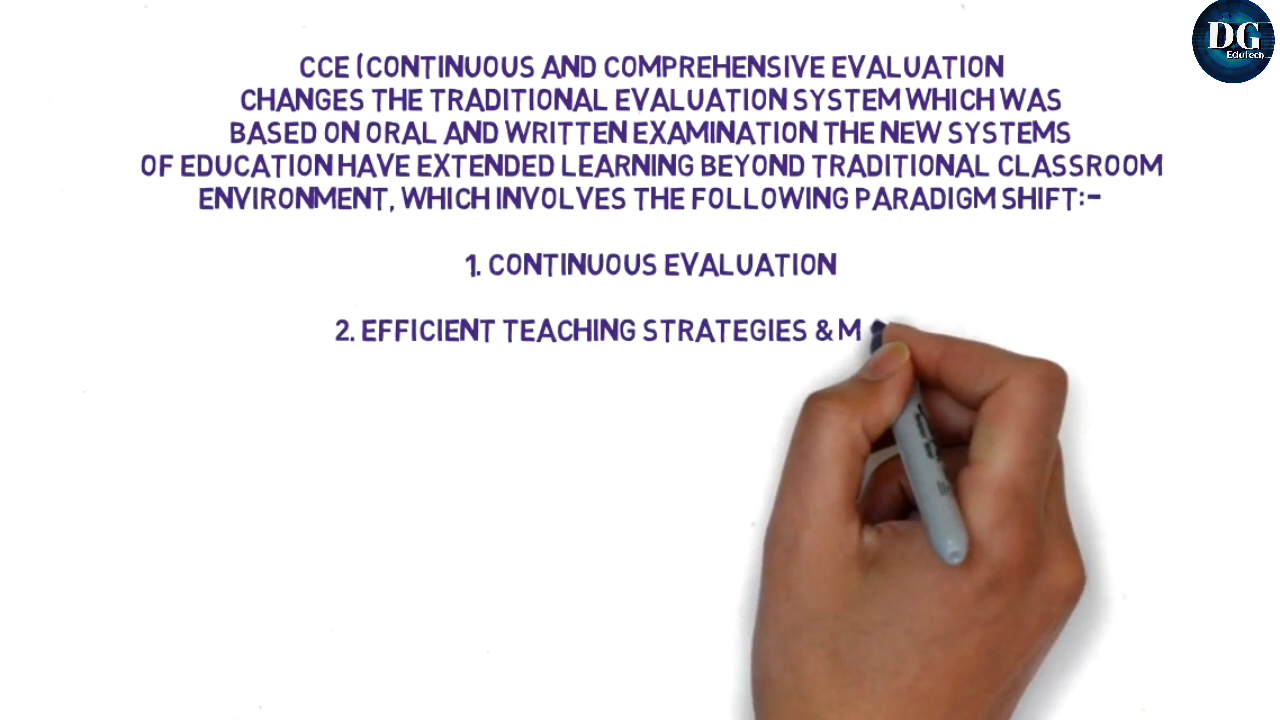 DG
EduTech
CCE (CONTINUOUS AND COMPREHENSIVE EVALUATION
CHANGES THE TRADITIONAL EVALUATION SYSTEM WHICH WAS
BASED ON ORAL AND WRITTEN EXAMINATION THE NEW SYSTEMS
OF EDUCATION HAVE EXTENDED LEARNING BEYOND TRADITIONAL CLASSROOM
ENVIRONMENT, WHICH INVOLVES THE FOLLOWING PARADIGM SHIFT:-
1. CONTINUOUS EVALUATION
2. EFFICIENT TEACHING STRATEGIES & M